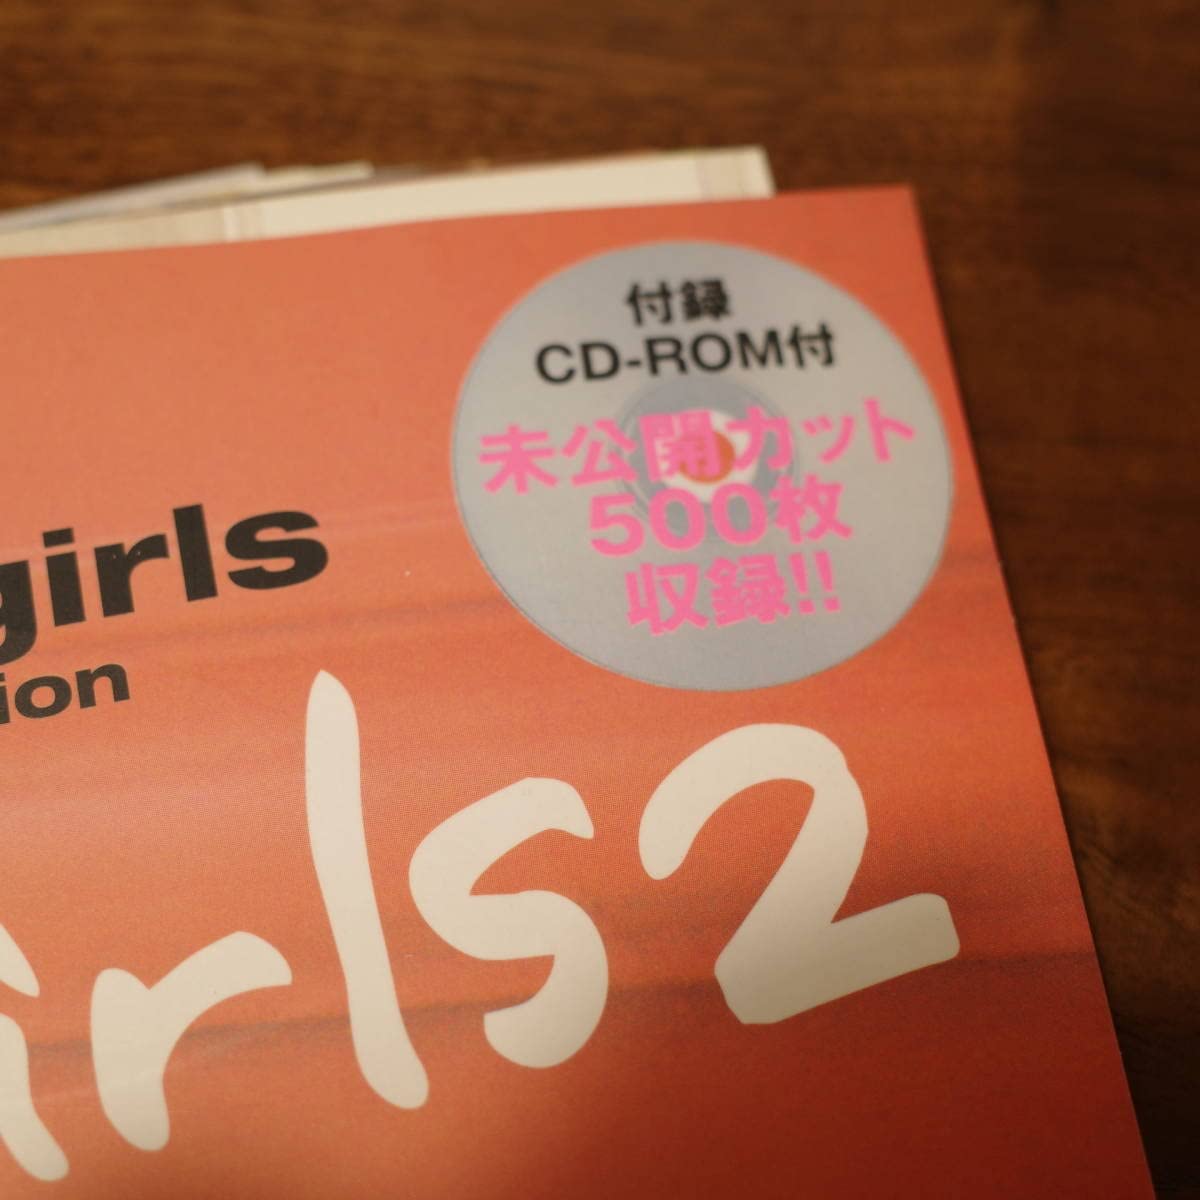 付録
CD-ROM付
未公開カット
500枚
収録!!
girls
ion
irls2